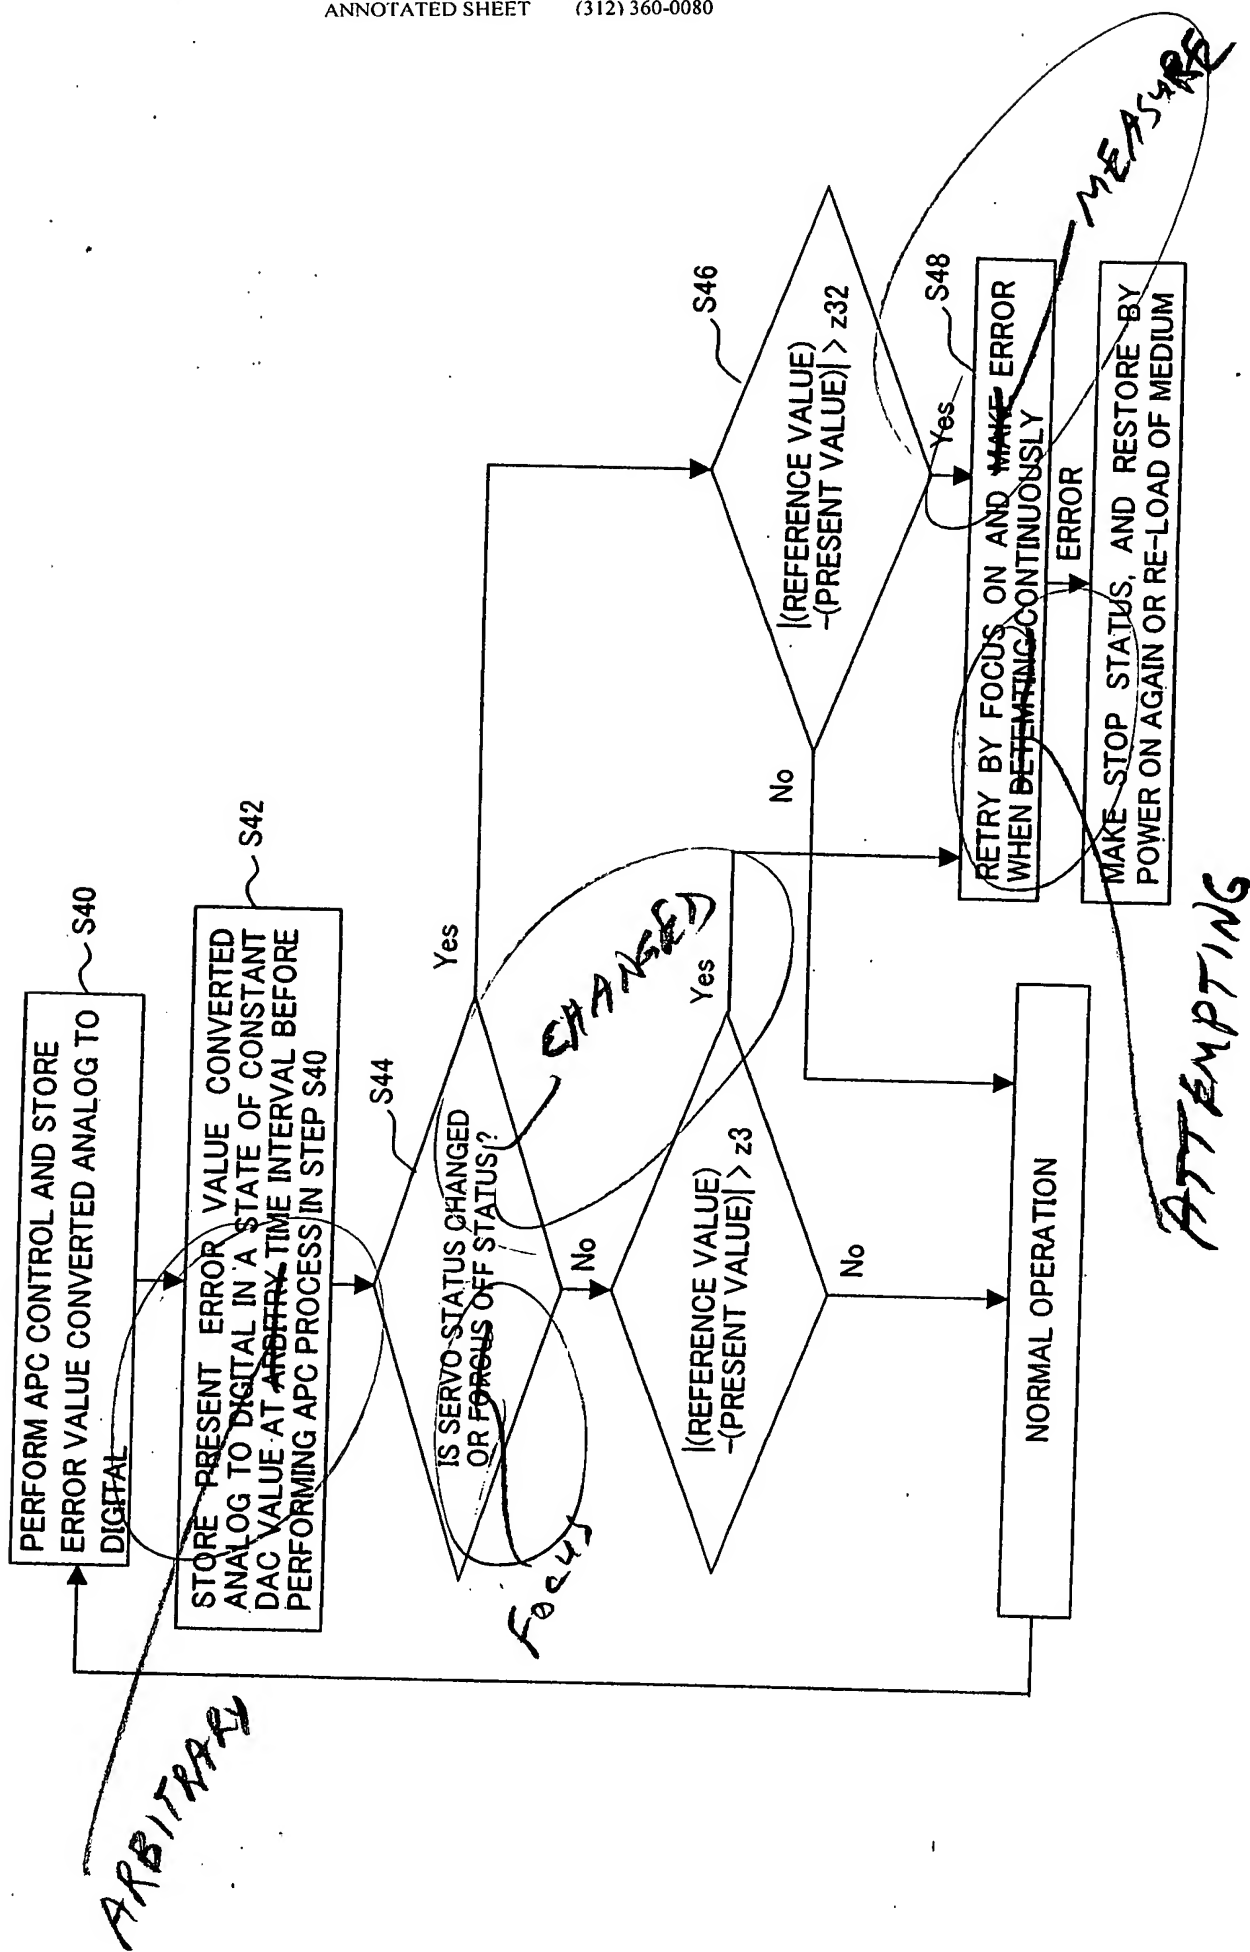 ANNOTATED SHEET (312) 360-0080
PERFORM APC CONTROL AND STORE
ERROR VALUE CONVERTED ANALOG TO
DIGITAL
S40
STORE PRESENT ERROR VALUE CONVERTED
ANALOG TO DIGITAL IN A STATE OF CONSTANT
DAC VALUE AT ARBITRY TIME INTERVAL BEFORE
PERFORMING APC PROCESS IN STEP S40
S42
ARBITRARY
IS SERVO STATUS CHANGED
OR FORCUS OFF STATUS?
S44
Yes
No
FOCUS
CHANGED
|(REFERENCE VALUE)
-(PRESENT VALUE)| > z3
Yes
No
|(REFERENCE VALUE)
-(PRESENT VALUE)| > z32
S46
Yes
No
MEASURE
RETRY BY FOCUS ON AND MAKE ERROR
WHEN DETEMTING CONTINUOUSLY
S48
ERROR
ATTEMPTING
MAKE STOP STATUS, AND RESTORE BY
POWER ON AGAIN OR RE-LOAD OF MEDIUM
NORMAL OPERATION